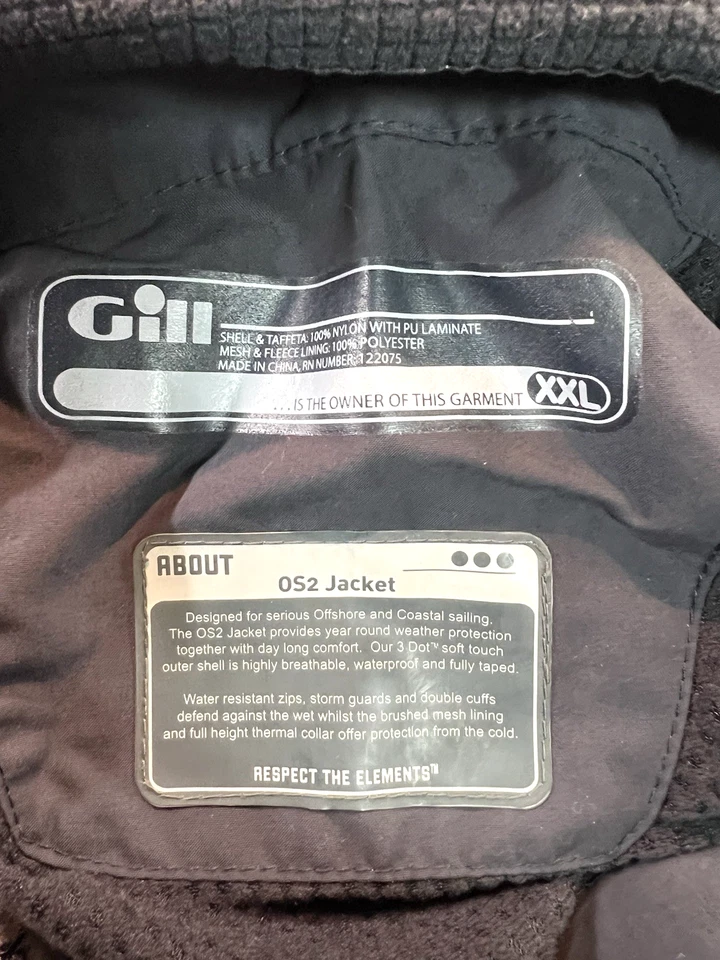 Gill
SHELL & TAFFETA: 100% NYLON WITH PU LAMINATE
MESH & FLEECE LINING: 100% POLYESTER
MADE IN CHINA, RN NUMBER: 122075
...IS THE OWNER OF THIS GARMENT
XXL
ABOUT
OS2 Jacket
Designed for serious Offshore and Coastal sailing.
The OS2 Jacket provides year round weather protection
together with day long comfort. Our 3 Dot™ soft touch
outer shell is highly breathable, waterproof and fully taped.
Water resistant zips, storm guards and double cuffs
defend against the wet whilst the brushed mesh lining
and full height thermal collar offer protection from the cold.
RESPECT THE ELEMENTS™